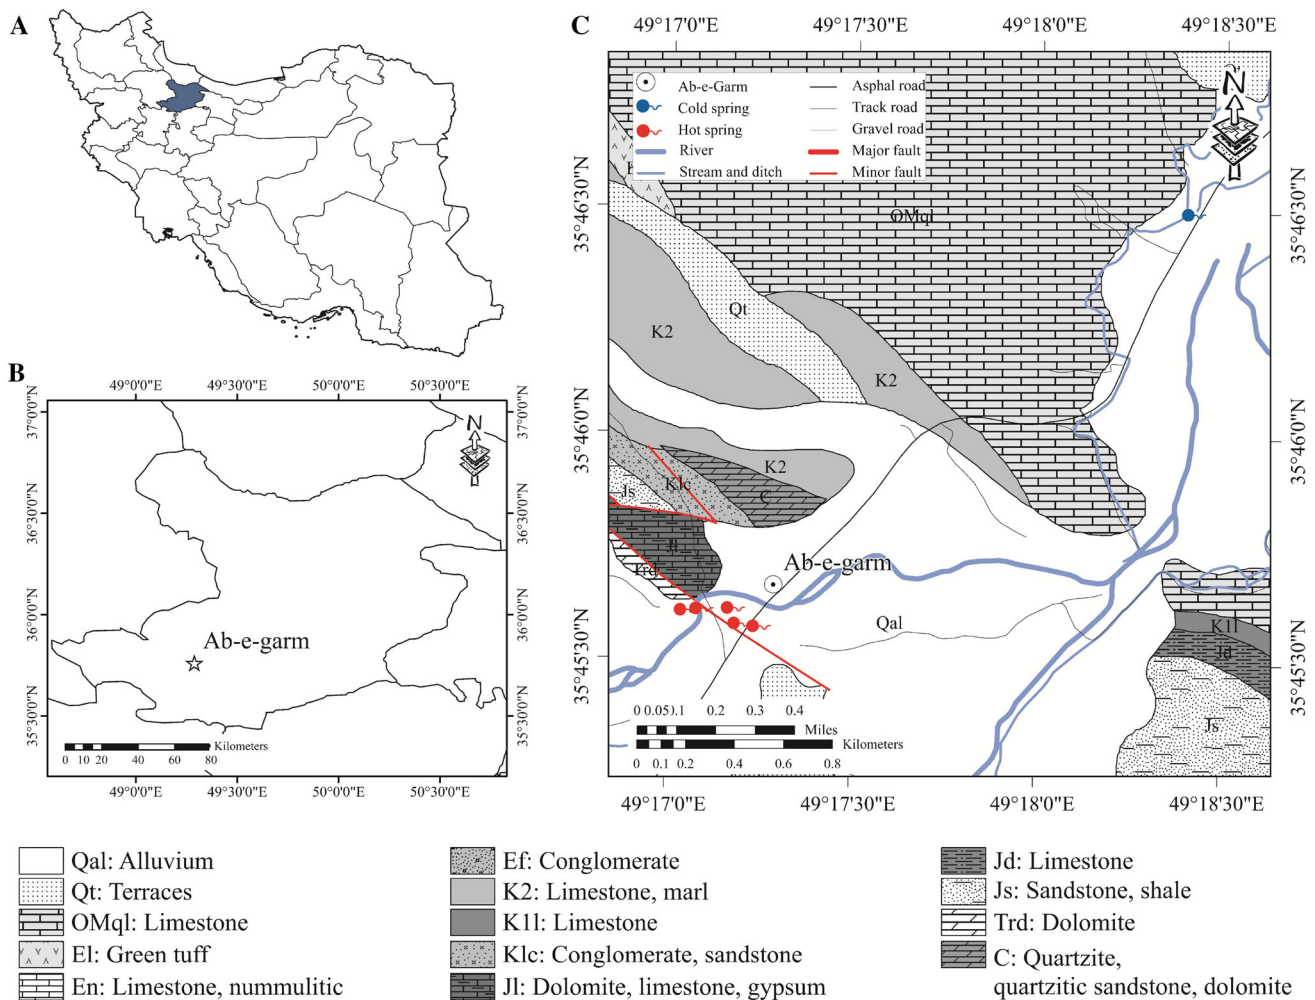 A
B
49°0'0"E
49°30'0"E
50°0'0"E
50°30'0"E
37°0'0"N
36°30'0"N
36°0'0"N
35°30'0"N
37°0'0"N
36°30'0"N
36°0'0"N
35°30'0"N
N
Ab-e-garm
0 10 20 40 60 80 Kilometers
49°0'0"E
49°30'0"E
50°0'0"E
50°30'0"E
C
49°17'0"E
49°17'30"E
49°18'0"E
49°18'30"E
Ab-e-Garm
Cold spring
Hot spring
River
Stream and ditch
Asphal road
Track road
Gravel road
Major fault
Minor fault
N
35°46'30"N
35°46'0"N
35°45'30"N
35°46'30"N
35°46'0"N
35°45'30"N
OMql
Qt
K2
K2
K2
Klc
C
Js
Jl
Trd
Ab-e-garm
Qal
K1l
Jd
Js
0 0.05 0.1 0.2 0.3 0.4
Miles
Kilometers
0 0.1 0.2 0.4 0.6 0.8
49°17'0"E
49°17'30"E
49°18'0"E
49°18'30"E
Qal: Alluvium
Qt: Terraces
OMql: Limestone
El: Green tuff
En: Limestone, nummulitic
Ef: Conglomerate
K2: Limestone, marl
K1l: Limestone
Klc: Conglomerate, sandstone
Jl: Dolomite, limestone, gypsum
Jd: Limestone
Js: Sandstone, shale
Trd: Dolomite
C: Quartzite,
quartzitic sandstone, dolomite